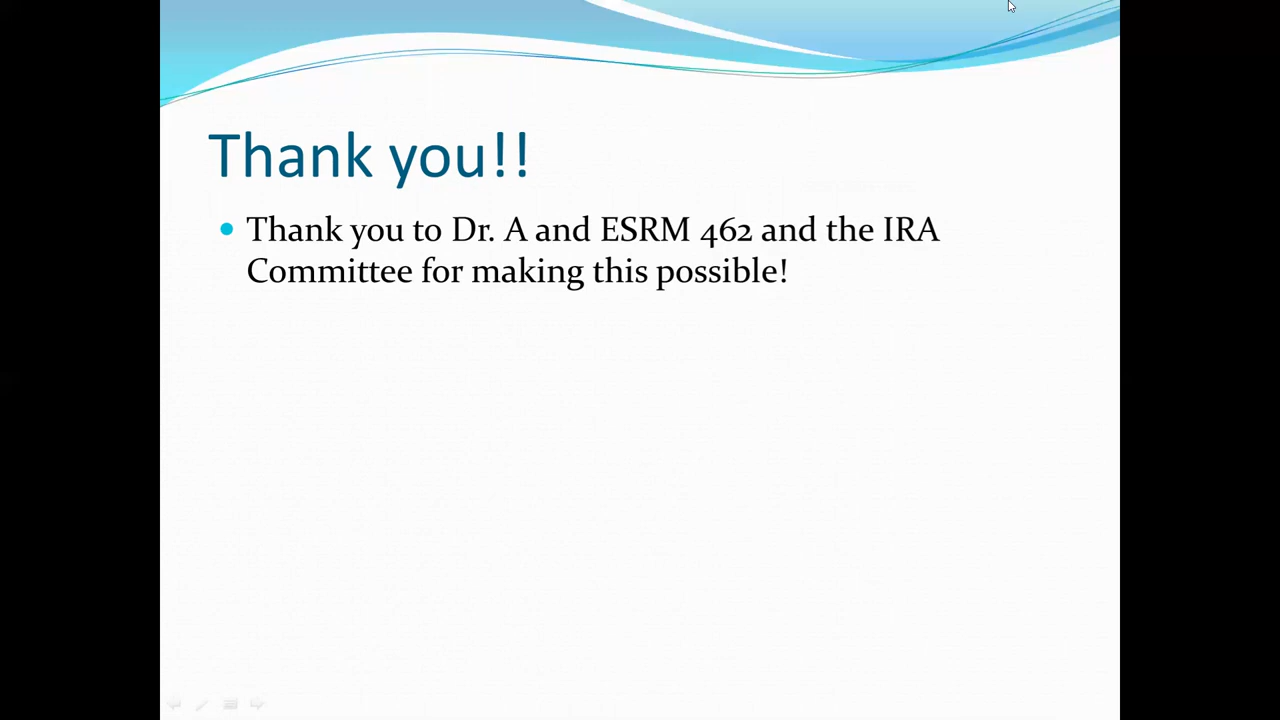 Thank you!!
Thank you to Dr. A and ESRM 462 and the IRA
Committee for making this possible!